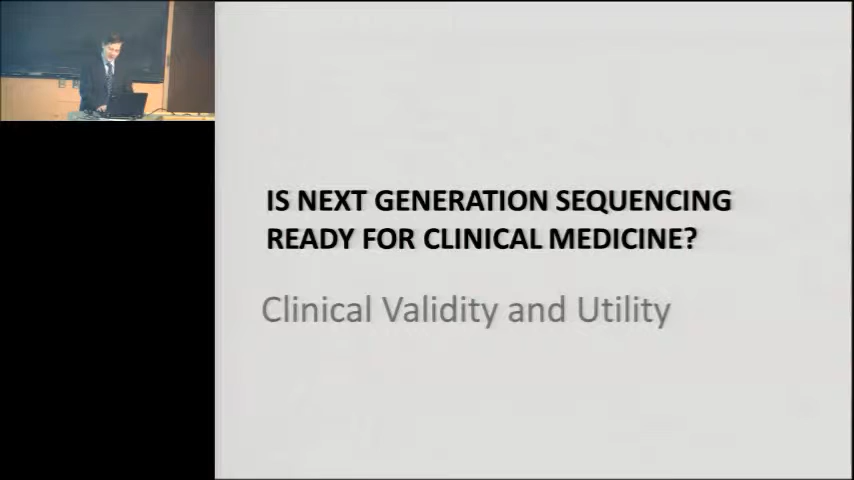 IS NEXT GENERATION SEQUENCING
READY FOR CLINICAL MEDICINE?
Clinical Validity and Utility